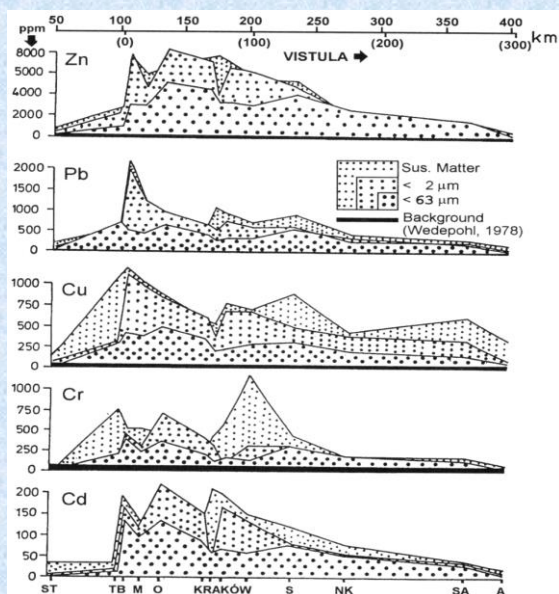 ppm 50 100 150 200 250 300 350 400 km
(0) (100) (200) (300)
VISTULA
Zn
8000
6000
4000
2000
0
Pb
2000
1500
1000
500
0
Sus. Matter
< 2 μm
< 63 μm
Background
(Wedepohl, 1978)
Cu
1000
750
500
250
0
Cr
1000
750
500
250
0
Cd
200
150
100
50
0
ST TB M O KRAKÓW S NK SA A